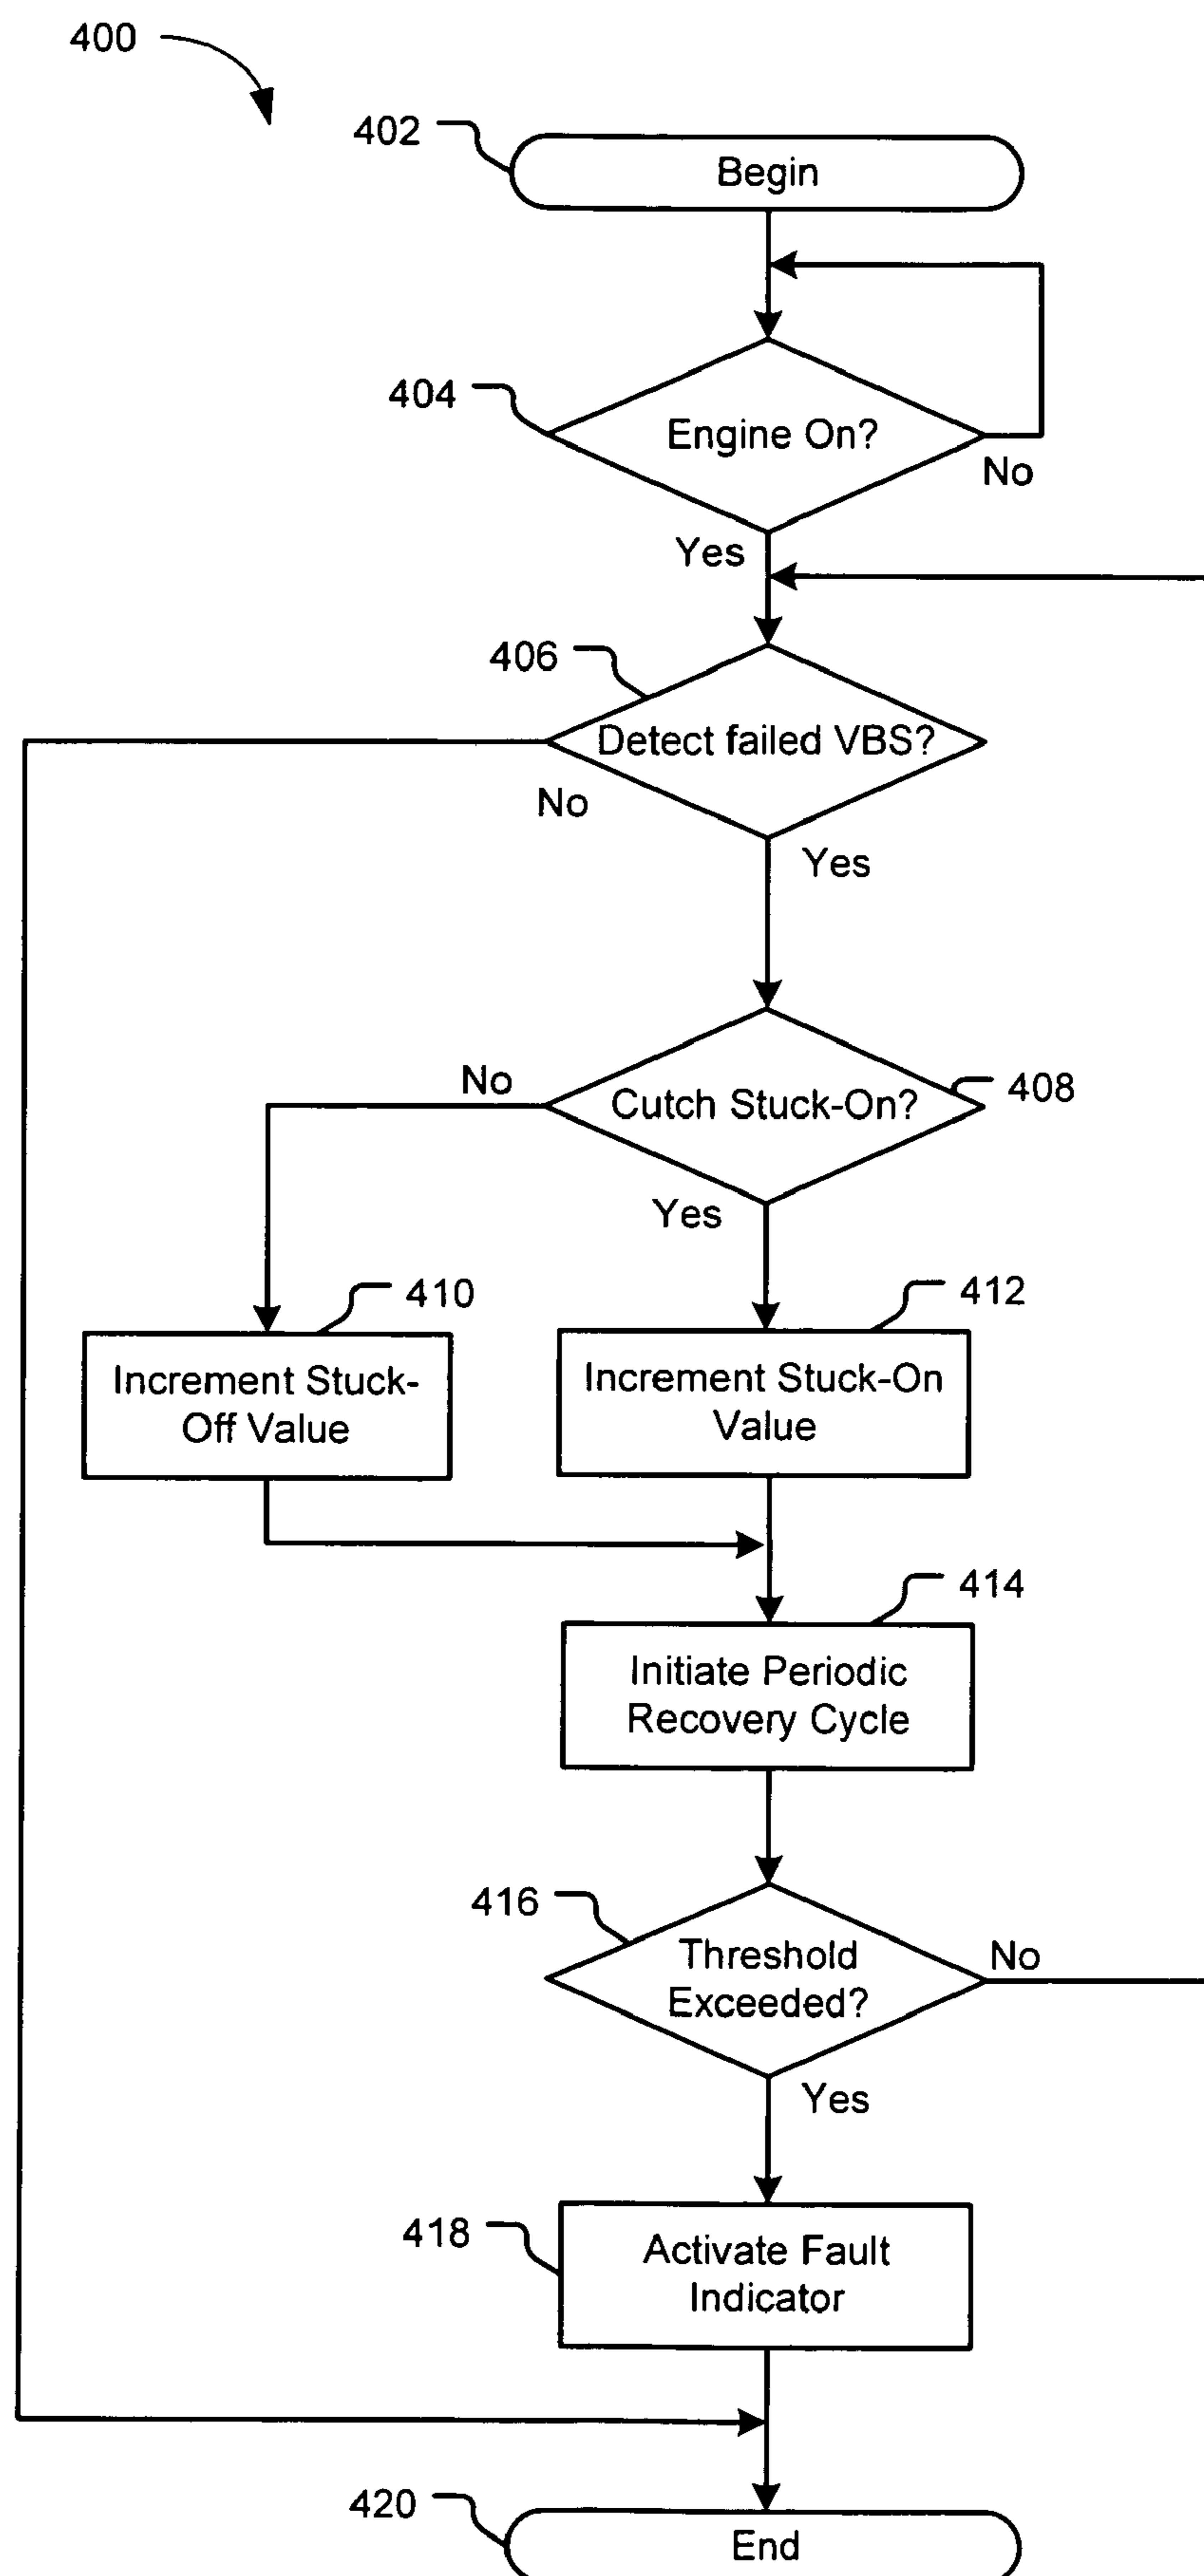 400
402
Begin
404
Engine On?
No
Yes
406
Detect failed VBS?
No
Yes
No
Cutch Stuck-On?
408
Yes
410
412
Increment Stuck-
Off Value
Increment Stuck-On
Value
414
Initiate Periodic
Recovery Cycle
416
Threshold
Exceeded?
No
Yes
418
Activate Fault
Indicator
420
End